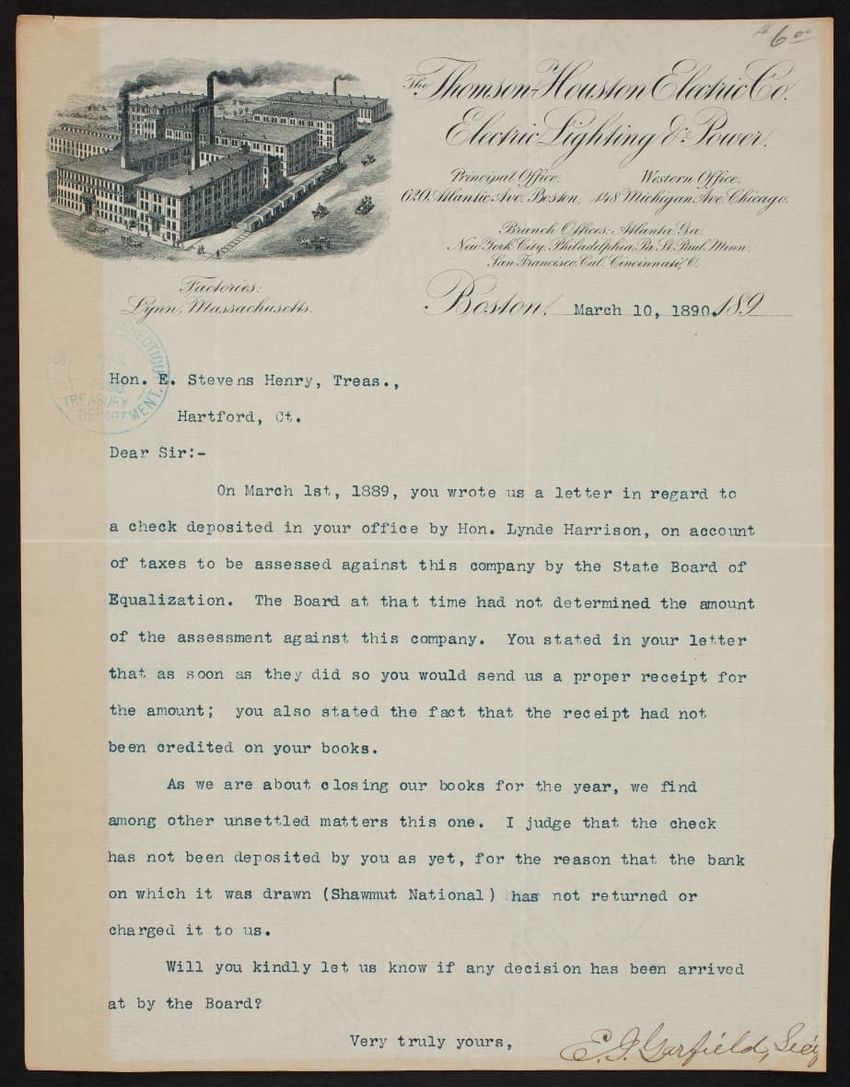 6 00
The Thomson-Houston Electric Co.
Electric Lighting & Power.
Principal Office: Western Office:
620 Atlantic Ave. Boston, 148 Michigan Ave. Chicago.
Branch Offices:- Atlanta, Ga.
New York City, Philadelphia, Pa. St. Paul, Minn.
San Francisco, Cal. Cincinnati, O.
Factories:
Lynn, Massachusetts.
Boston, March 10, 1890. 189
TREASURY
DEPARTMENT.
Hon. E. Stevens Henry, Treas.,
Hartford, Ct.
Dear Sir:-
On March 1st, 1889, you wrote us a letter in regard to
a check deposited in your office by Hon. Lynde Harrison, on account
of taxes to be assessed against this company by the State Board of
Equalization. The Board at that time had not determined the amount
of the assessment against this company. You stated in your letter
that as soon as they did so you would send us a proper receipt for
the amount; you also stated the fact that the receipt had not
been credited on your books.
As we are about closing our books for the year, we find
among other unsettled matters this one. I judge that the check
has not been deposited by you as yet, for the reason that the bank
on which it was drawn (Shawmut National) has not returned or
charged it to us.
Will you kindly let us know if any decision has been arrived
at by the Board?
Very truly yours,
E. I. Garfield, Sec'y